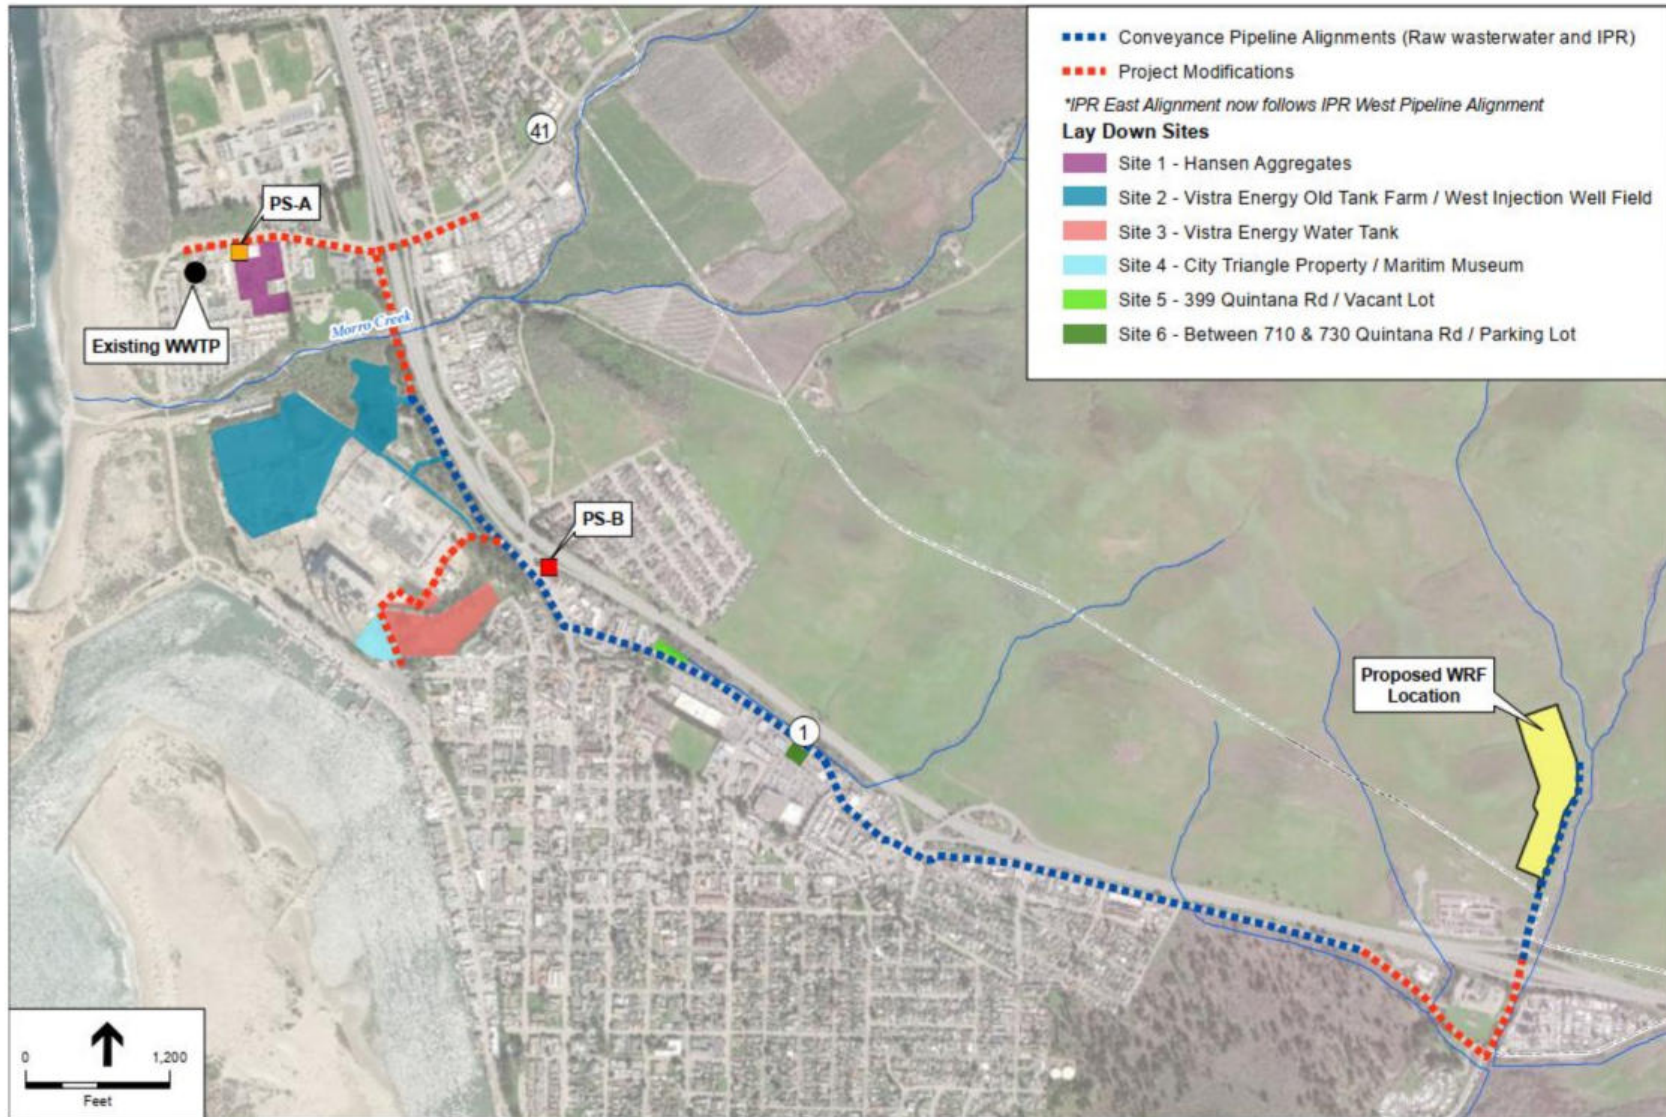 Conveyance Pipeline Alignments (Raw wasterwater and IPR)
Project Modifications
*IPR East Alignment now follows IPR West Pipeline Alignment
Lay Down Sites
Site 1 - Hansen Aggregates
Site 2 - Vistra Energy Old Tank Farm / West Injection Well Field
Site 3 - Vistra Energy Water Tank
Site 4 - City Triangle Property / Maritim Museum
Site 5 - 399 Quintana Rd / Vacant Lot
Site 6 - Between 710 & 730 Quintana Rd / Parking Lot
41
PS-A
Morro Creek
Existing WWTP
PS-B
Proposed WRF
Location
1
0 1,200
Feet